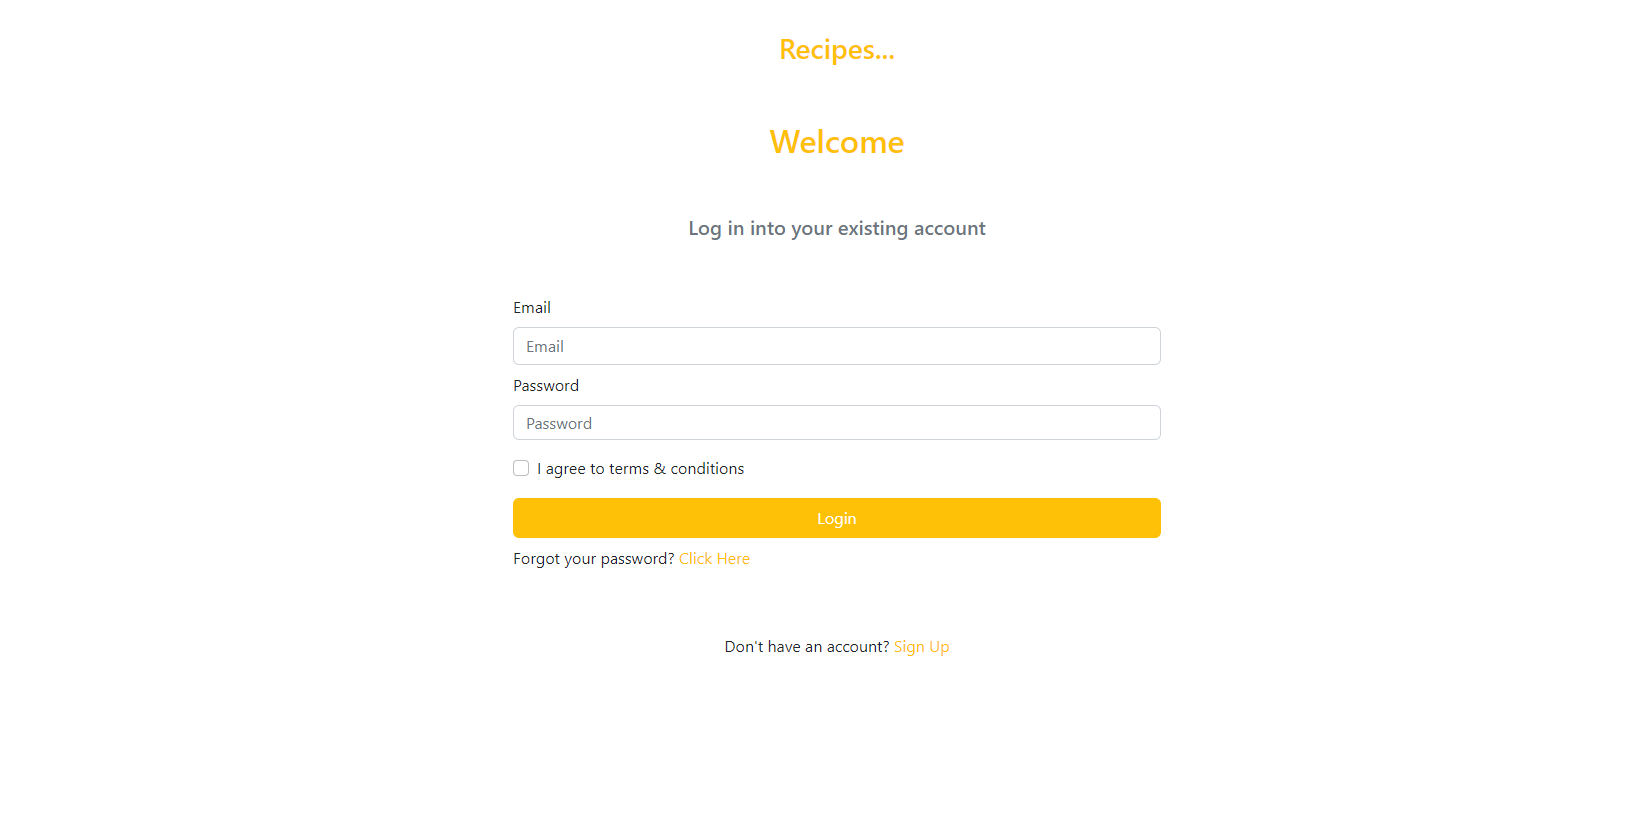 Recipes...
Welcome
Log in into your existing account
Email
Email
Password
Password
I agree to terms & conditions
Login
Forgot your password? Click Here
Don't have an account? Sign Up